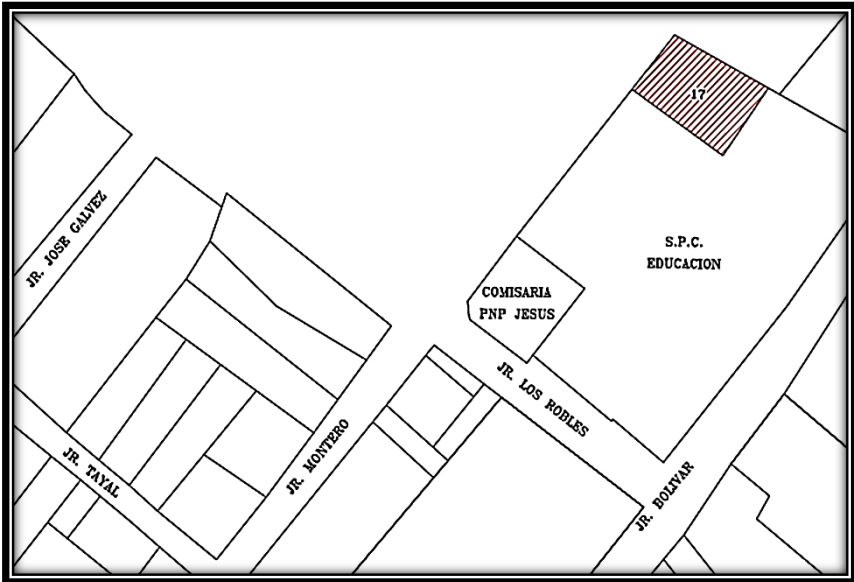 17
JR. JOSE GALVEZ
S.P.C.
EDUCACION
COMISARIA
PNP JESUS
JR. LOS ROBLES
JR. MONTERO
JR. TAYAL
JR. BOLIVAR